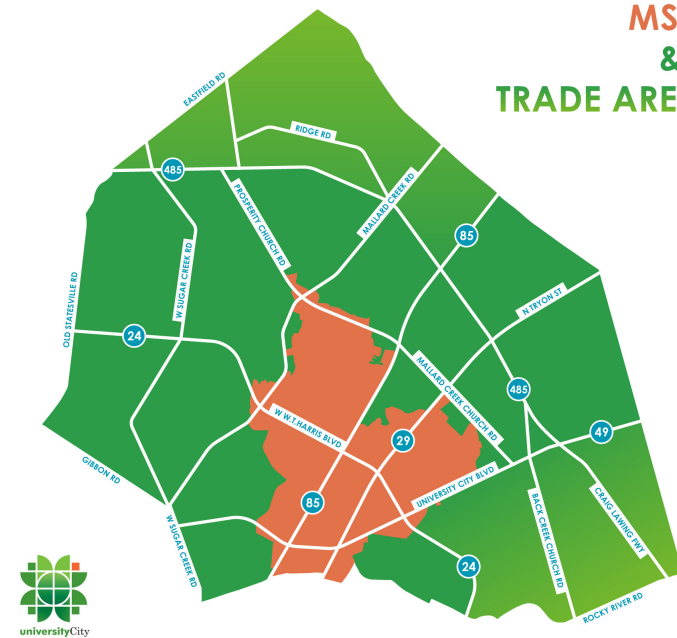 MS
&
TRADE ARE
EASTFIELD RD
RIDGE RD
485
PROSPERITY CHURCH RD
MALLARD CREEK RD
85
W SUGAR CREEK RD
OLD STATESVILLE RD
24
N TRYON ST
MALLARD CREEK CHURCH RD
485
W W.T.HARRIS BLVD
29
49
GIBBON RD
UNIVERSITY CITY BLVD
85
W SUGAR CREEK RD
BACK CREEK CHURCH RD
CRAIG LAWING FWY
24
ROCKY RIVER RD
universityCity